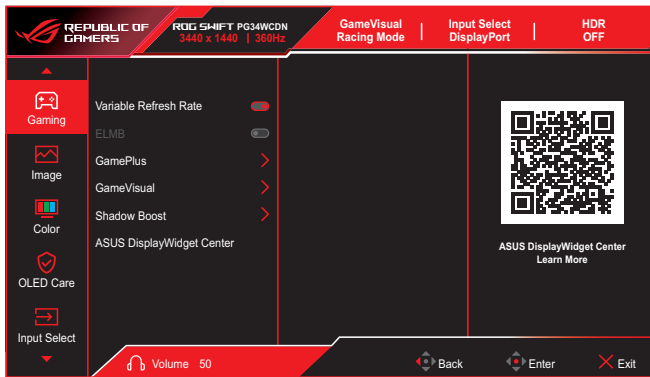 REPUBLIC OF
GAMERS
ROG SWIFT PG34WCDN
3440 x 1440 | 360Hz
GameVisual
Racing Mode
Input Select
DisplayPort
HDR
OFF
Gaming
Image
Color
OLED Care
Input Select
Variable Refresh Rate
ELMB
GamePlus
GameVisual
Shadow Boost
ASUS DisplayWidget Center
ASUS DisplayWidget Center
Learn More
Volume 50
Back
Enter
Exit